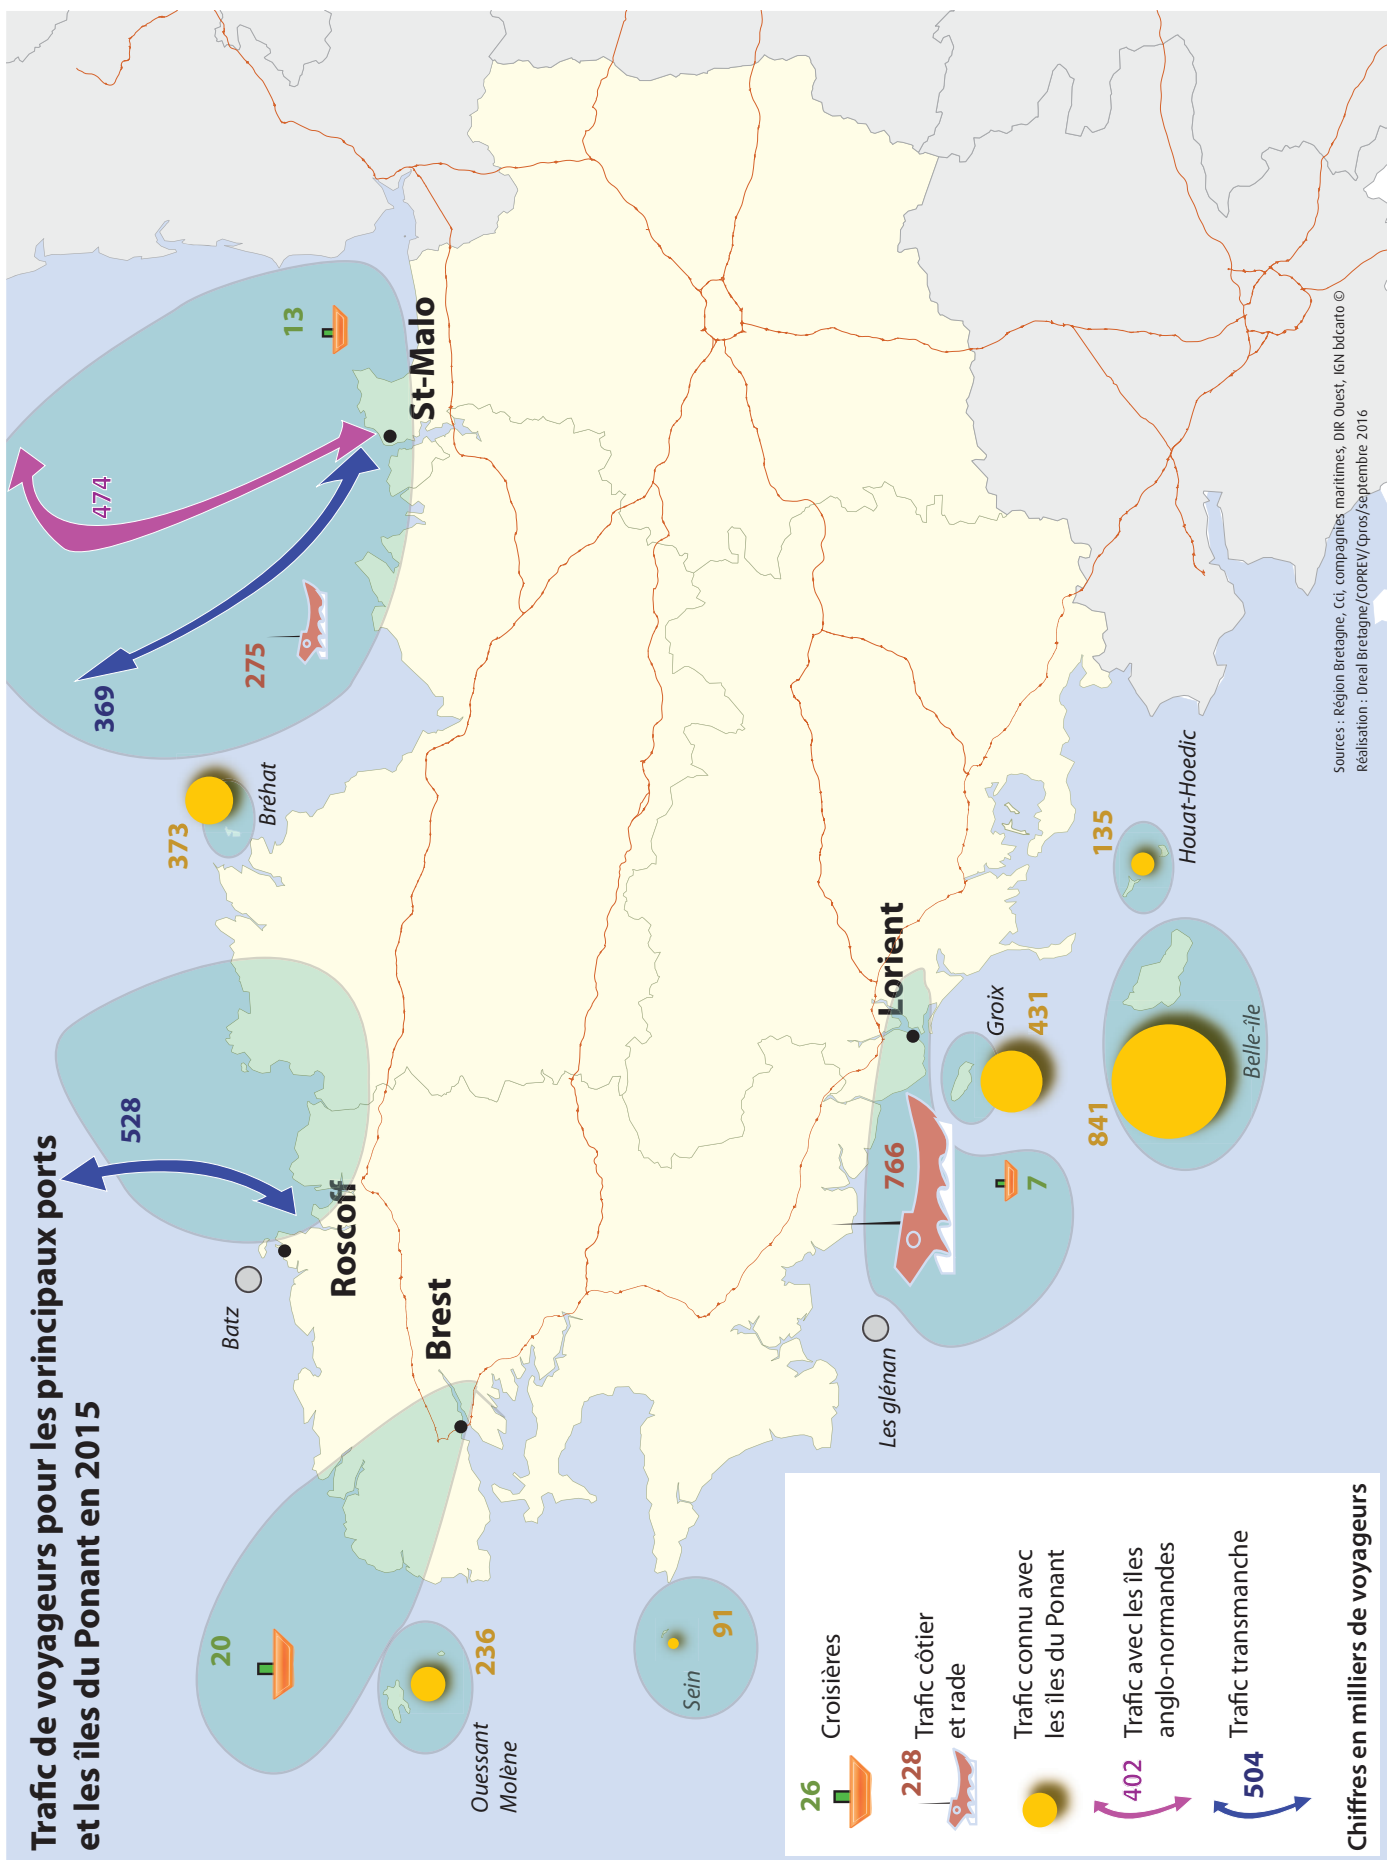 Trafic de voyageurs pour les principaux ports
et les îles du Ponant en 2015
369
474
13
St-Malo
275
373
Bréhat
528
Roscoff
Batz
Brest
20
236
Ouessant
Molène
91
Sein
Lorient
766
7
Les glénan
Groix
431
841
Belle-île
135
Houat-Hoedic
26
Croisières
228
Trafic côtier
et rade
Trafic connu avec
les îles du Ponant
402
Trafic avec les îles
anglo-normandes
504
Trafic transmanche
Chiffres en milliers de voyageurs
Sources : Région Bretagne, Cci, compagnies maritimes, DIR Ouest, IGN bdcarto ©
Réalisation : Dreal Bretagne/COPREV/Cpros/septembre 2016